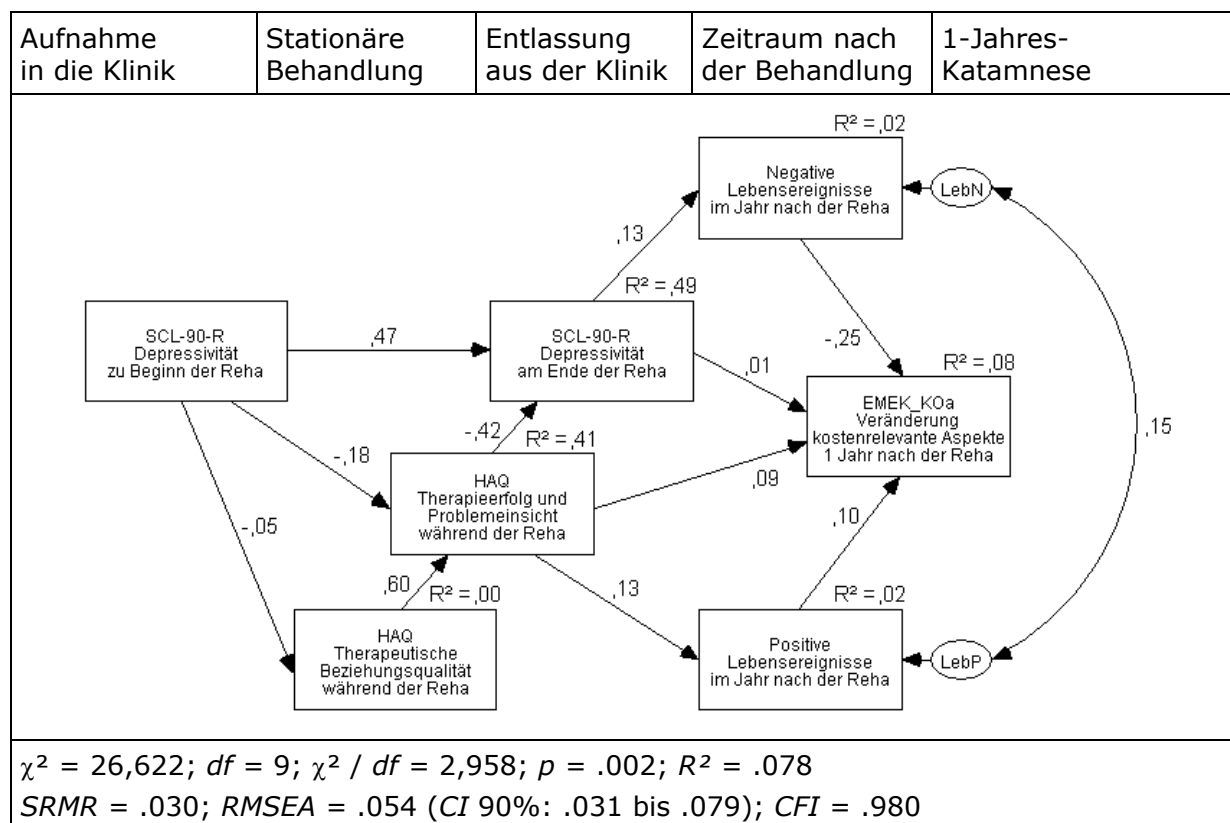 Aufnahme
in die Klinik
Stationäre
Behandlung
Entlassung
aus der Klinik
Zeitraum nach
der Behandlung
1-Jahres-
Katamnese
R² =,02
Negative
Lebensereignisse
im Jahr nach der Reha
LebN
,13
R² =,49
SCL-90-R
Depressivität
zu Beginn der Reha
,47
SCL-90-R
Depressivität
am Ende der Reha
-,25
,01
R² =,08
EMEK_KOa
Veränderung
kostenrelevante Aspekte
1 Jahr nach der Reha
,15
-,42
R² =,41
-,18
HAQ
Therapieerfolg und
Problemeinsicht
während der Reha
,09
,10
-,05
,60
R² =,00
,13
R² =,02
HAQ
Therapeutische
Beziehungsqualität
während der Reha
Positive
Lebensereignisse
im Jahr nach der Reha
LebP
χ² = 26,622; df = 9; χ² / df = 2,958; p = .002; R² = .078
SRMR = .030; RMSEA = .054 (CI 90%: .031 bis .079); CFI = .980